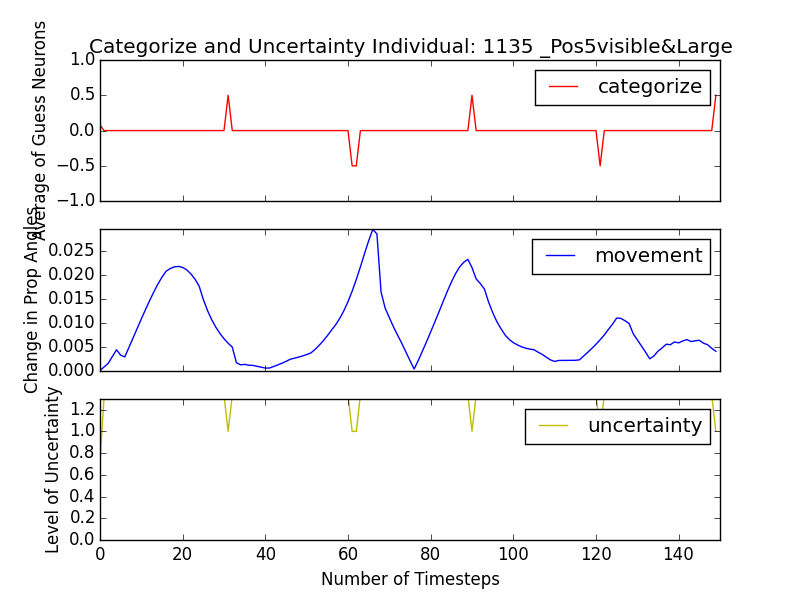 Categorize and Uncertainty Individual: 1135 _Pos5visible&Large
Average of Guess Neurons
1.0
0.5
0.0
−0.5
−1.0
categorize
Change in Prop Angles
0.025
0.020
0.015
0.010
0.005
0.000
movement
Level of Uncertainty
1.2
1.0
0.8
0.6
0.4
0.2
0.0
uncertainty
0 20 40 60 80 100 120 140
Number of Timesteps